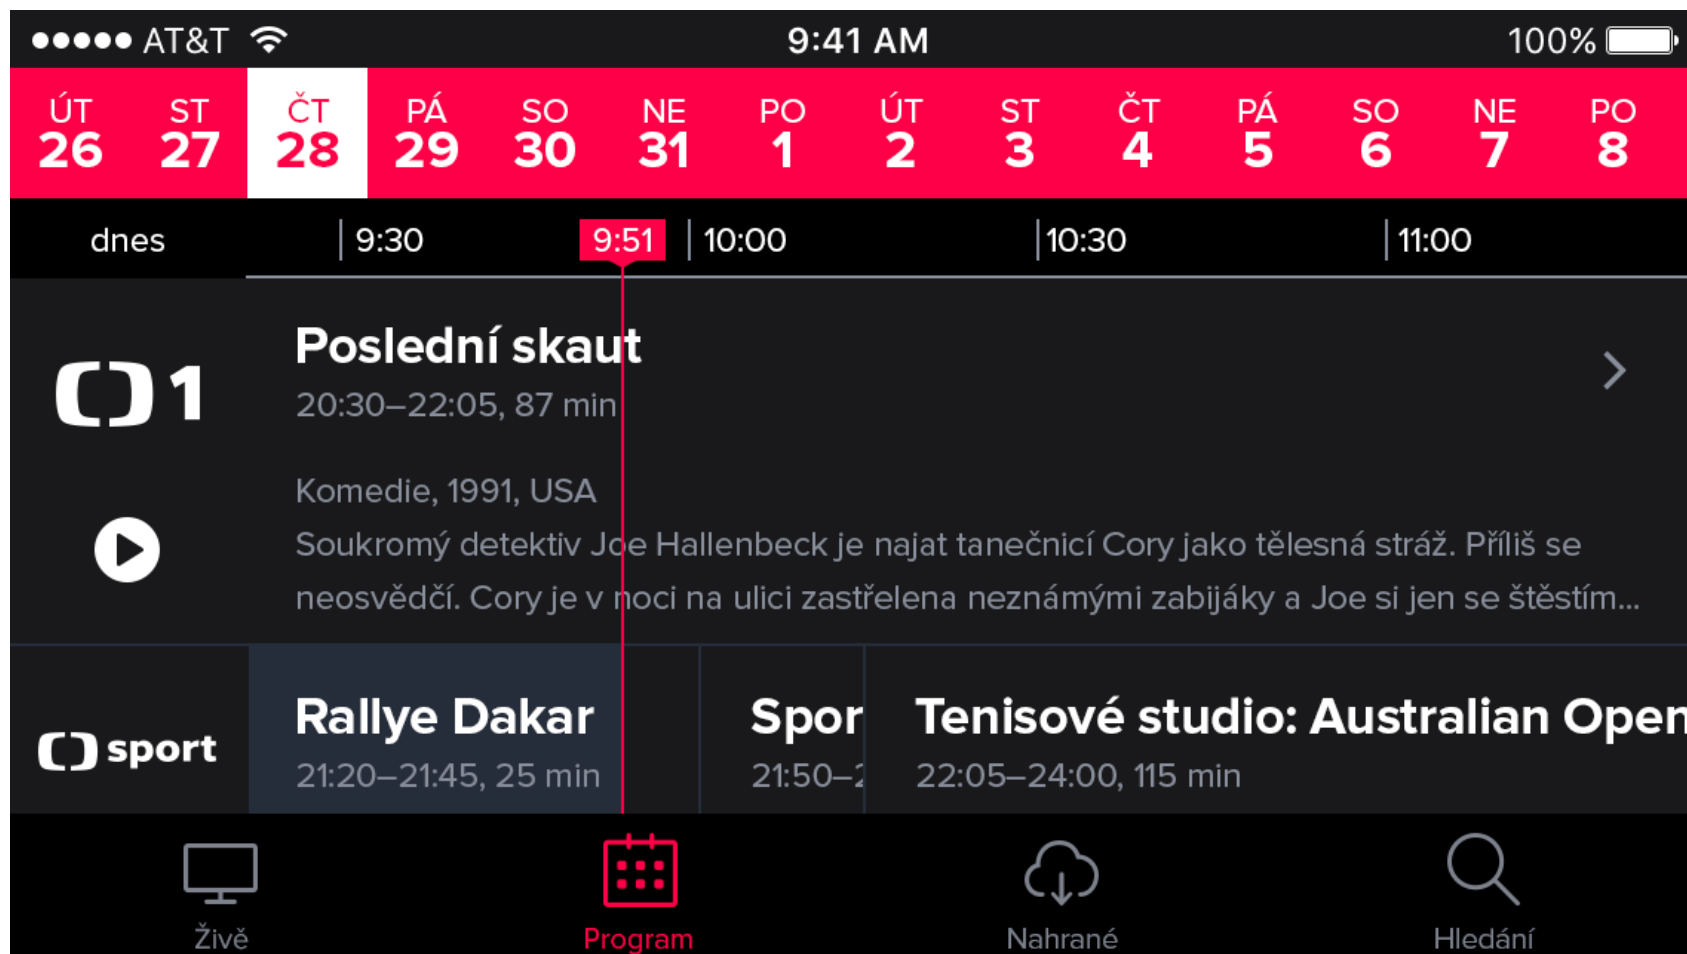 AT&T 9:41 AM 100%
ÚT ST ČT PÁ SO NE PO ÚT ST ČT PÁ SO NE PO
26 27 28 29 30 31 1 2 3 4 5 6 7 8
dnes 9:30 9:51 10:00 10:30 11:00
1
Poslední skaut
20:30–22:05, 87 min
Komedie, 1991, USA
Soukromý detektiv Joe Hallenbeck je najat tanečnicí Cory jako tělesná stráž. Příliš se
neosvědčí. Cory je v noci na ulici zastřelena neznámými zabijáky a Joe si jen se štěstím...
sport
Rallye Dakar
21:20–21:45, 25 min
Spor
21:50–2
Tenisové studio: Australian Open
22:05–24:00, 115 min
Živě Program Nahrané Hledání